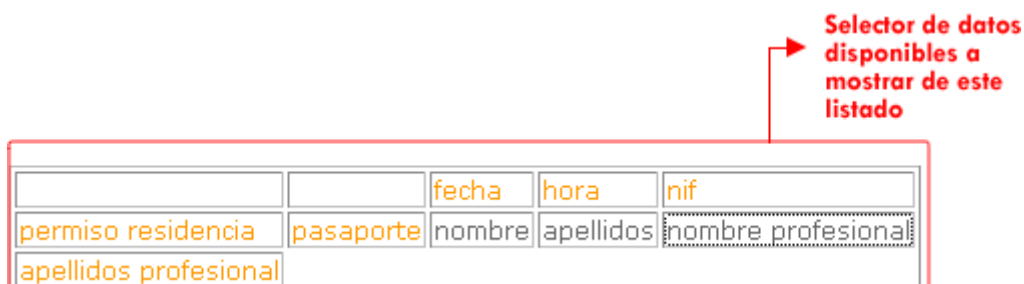 Selector de datos
disponibles a
mostrar de este
listado
fecha hora nif
permiso residencia pasaporte nombre apellidos nombre profesional
apellidos profesional